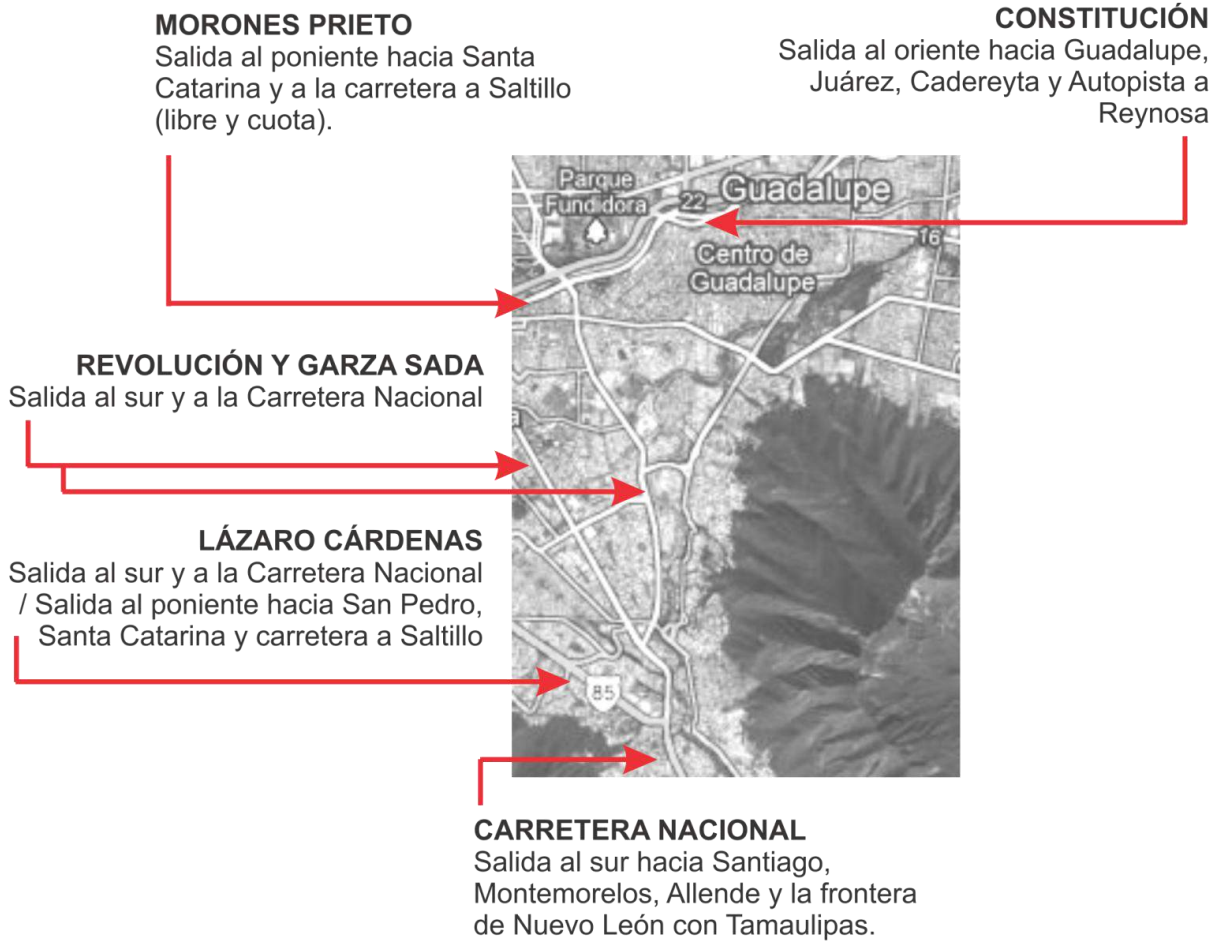 MORONES PRIETO
Salida al poniente hacia Santa
Catarina y a la carretera a Saltillo
(libre y cuota).
CONSTITUCIÓN
Salida al oriente hacia Guadalupe,
Juárez, Cadereyta y Autopista a
Reynosa
Parque
Fundidora
22
Guadalupe
16
Centro de
Guadalupe
REVOLUCIÓN Y GARZA SADA
Salida al sur y a la Carretera Nacional
a
LÁZARO CÁRDENAS
Salida al sur y a la Carretera Nacional
/ Salida al poniente hacia San Pedro,
Santa Catarina y carretera a Saltillo
85
CARRETERA NACIONAL
Salida al sur hacia Santiago,
Montemorelos, Allende y la frontera
de Nuevo León con Tamaulipas.